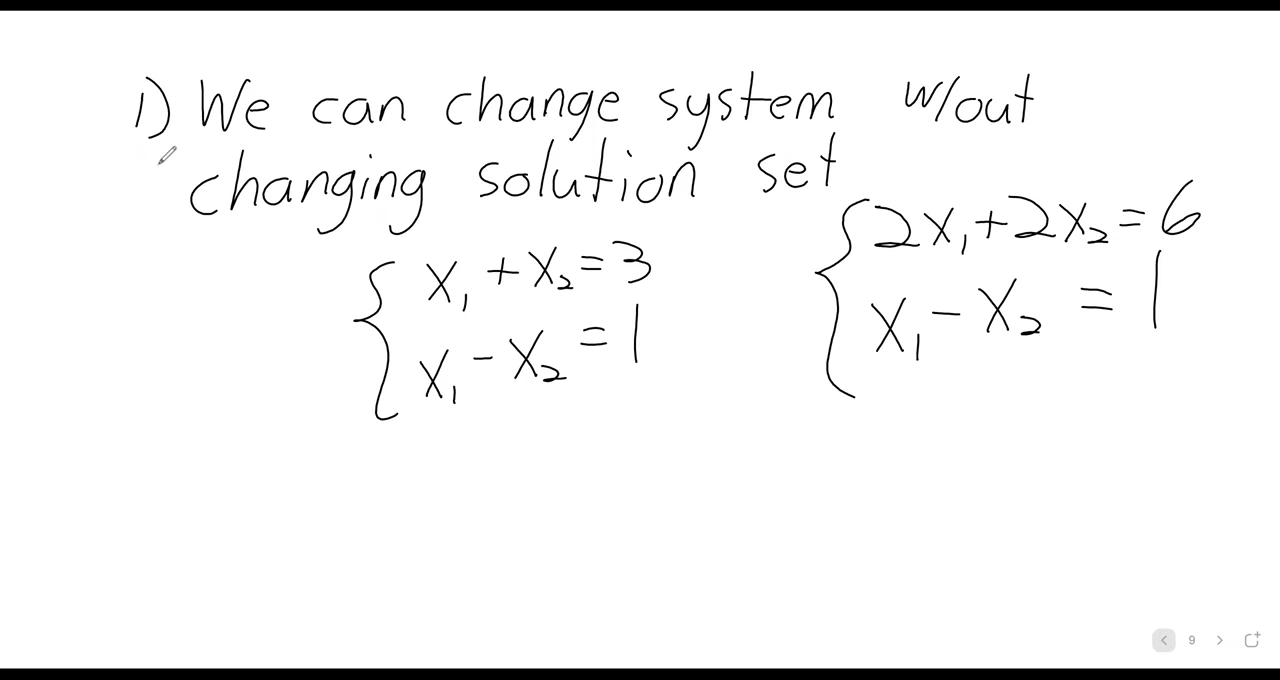 1) We can change system w/out
changing solution set
{ x₁ + x₂ = 3
x₁ - x₂ = 1
{ 2x₁ + 2x₂ = 6
x₁ - x₂ = 1
9